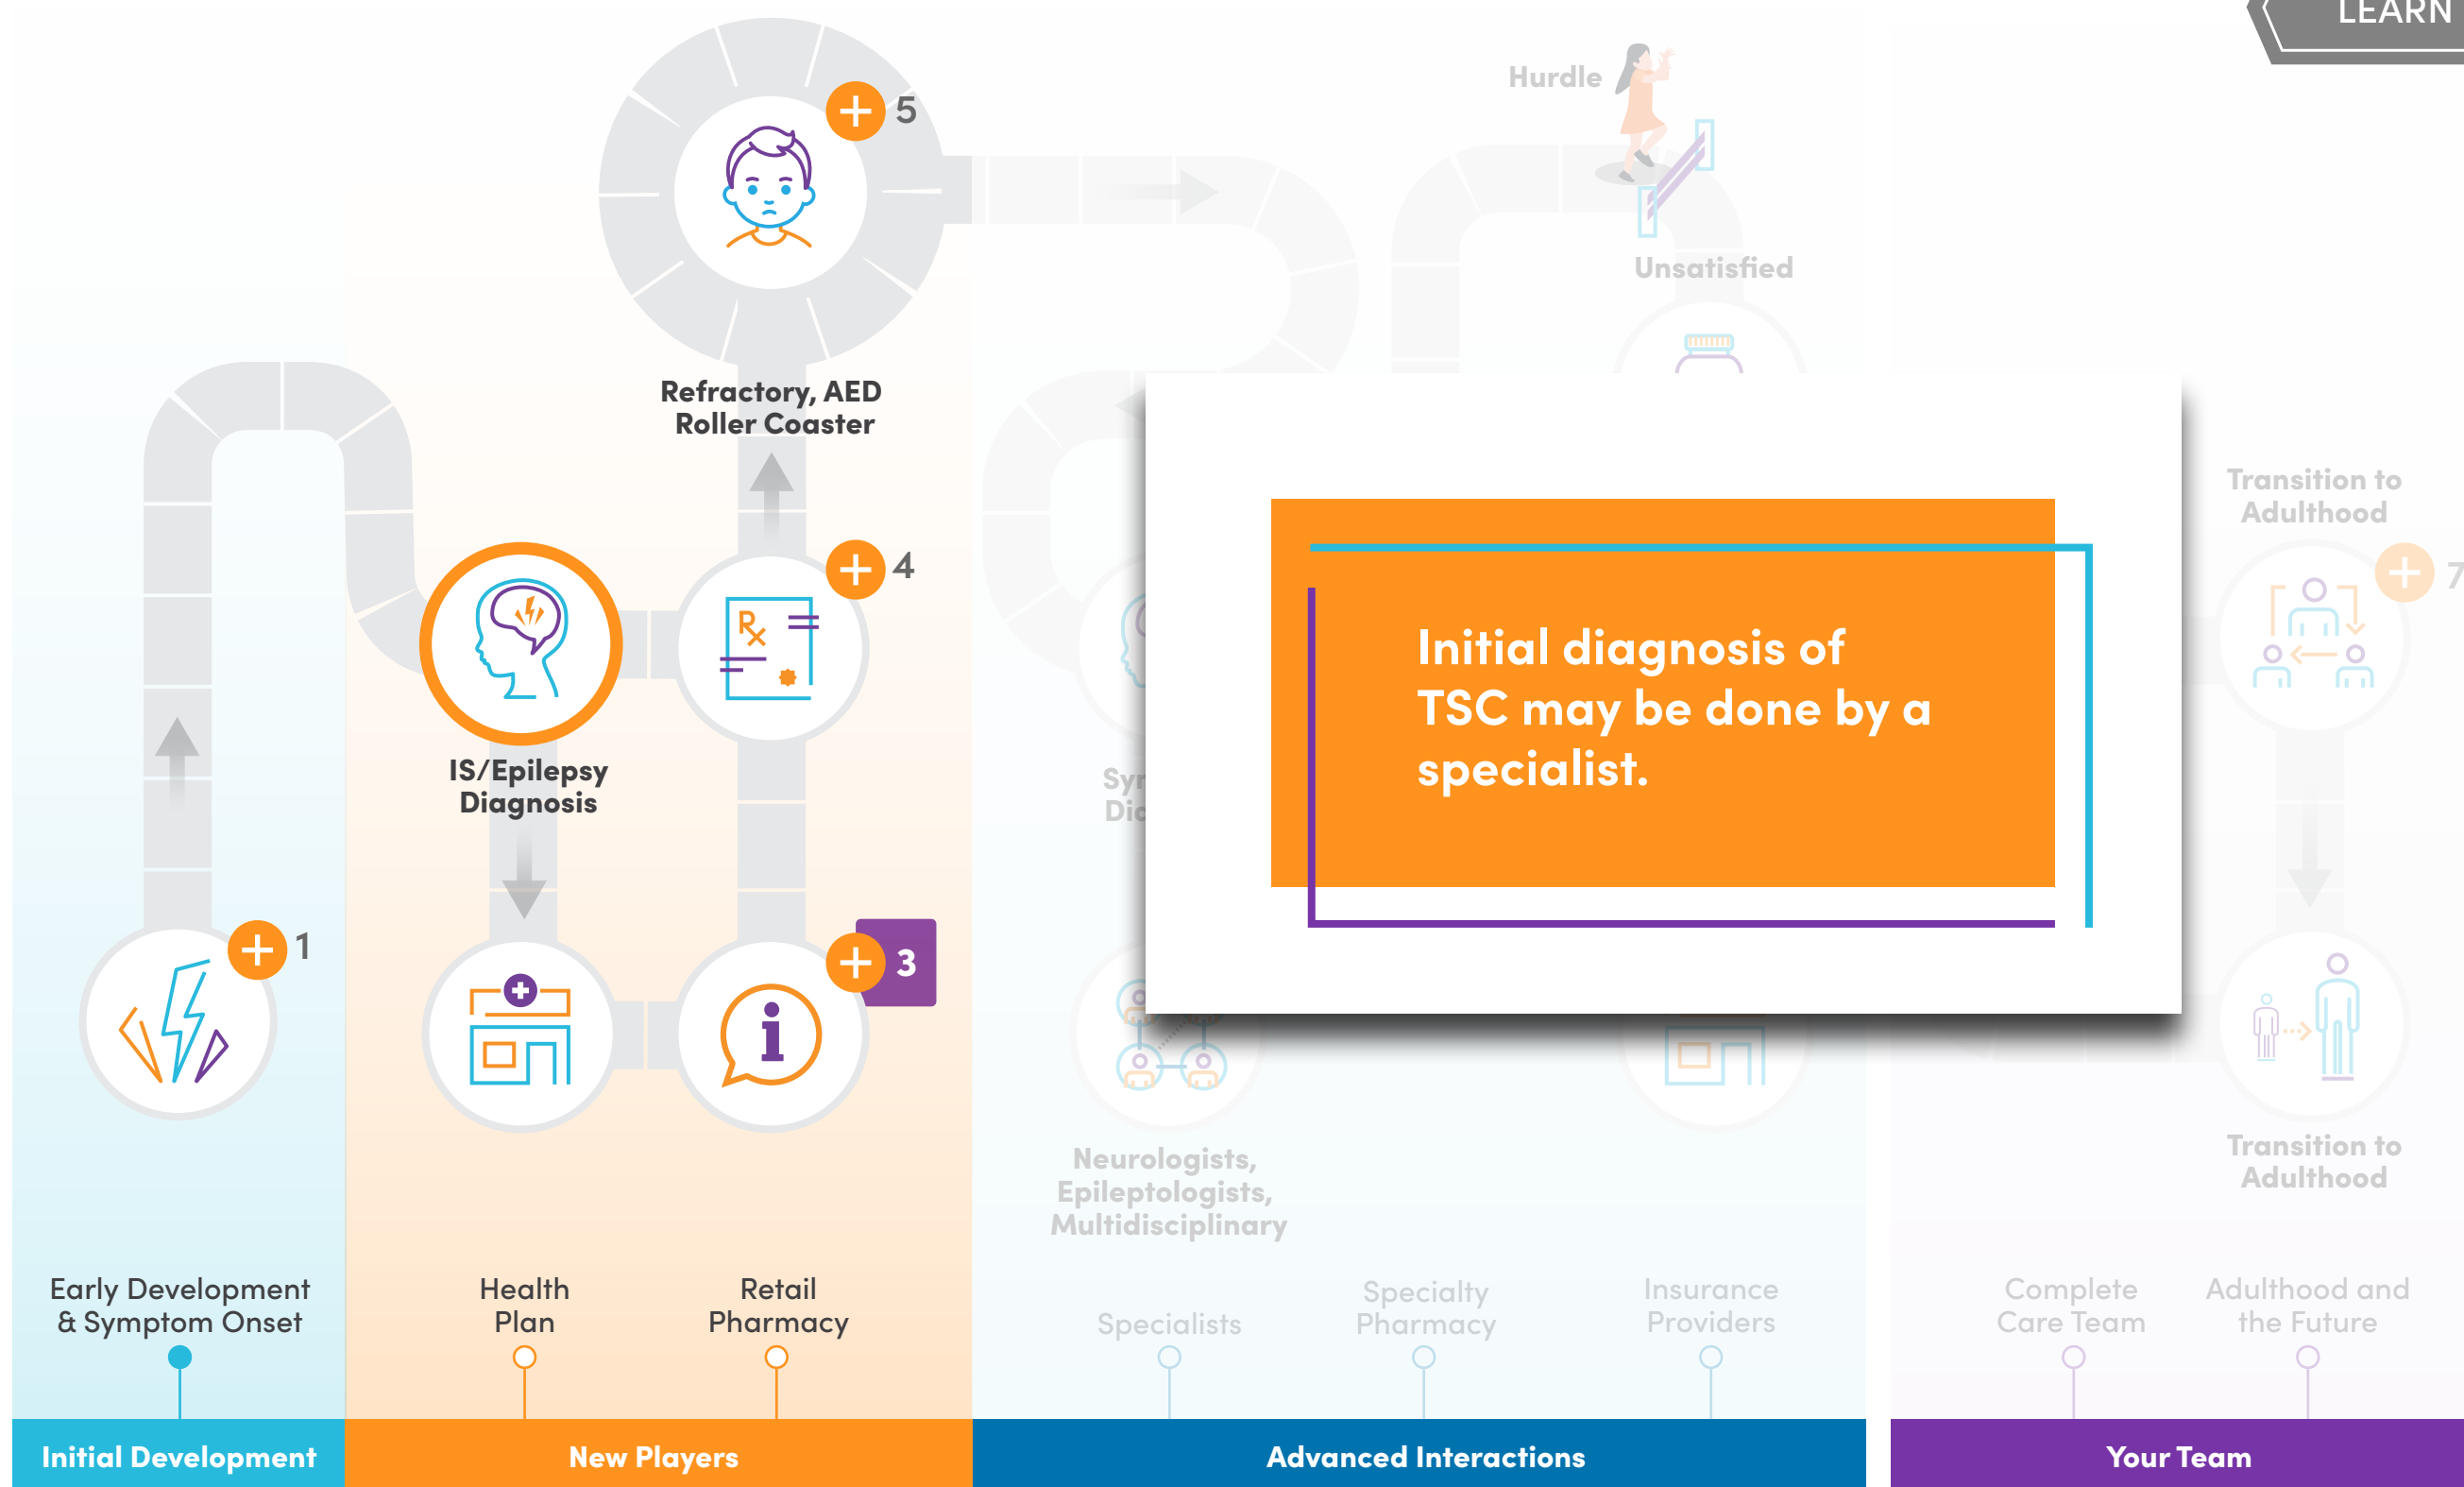 LEARN
Hurdle
5
Unsatisfied
Refractory, AED
Roller Coaster
4
Rx
IS/Epilepsy
Diagnosis
Initial diagnosis of
TSC may be done by a
specialist.
Transition to
Adulthood
7
1
3
i
Neurologists,
Epileptologists,
Multidisciplinary
Transition to
Adulthood
Early Development
& Symptom Onset
Health
Plan
Retail
Pharmacy
Specialists
Specialty
Pharmacy
Insurance
Providers
Complete
Care Team
Adulthood and
the Future
Initial Development
New Players
Advanced Interactions
Your Team